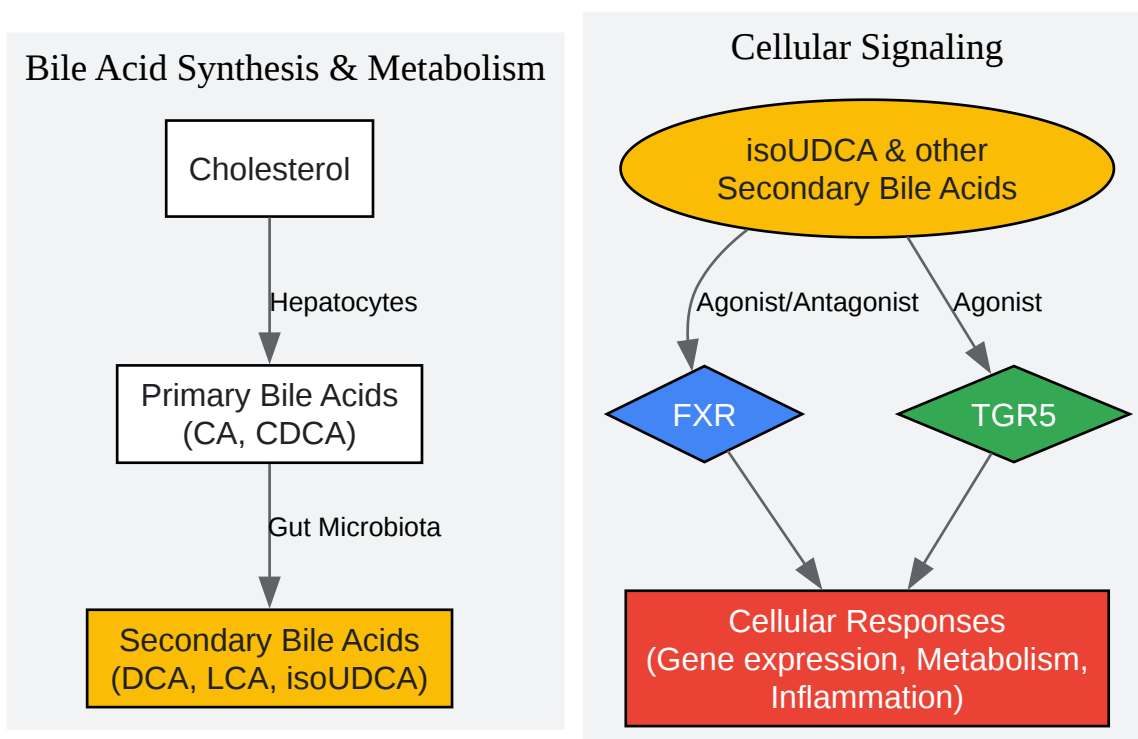 Bile Acid Synthesis & Metabolism
Cholesterol
Hepatocytes
Primary Bile Acids
(CA, CDCA)
Gut Microbiota
Secondary Bile Acids
(DCA, LCA, isoUDCA)
Cellular Signaling
isoUDCA & other
Secondary Bile Acids
Agonist/Antagonist
Agonist
FXR
TGR5
Cellular Responses
(Gene expression, Metabolism,
Inflammation)